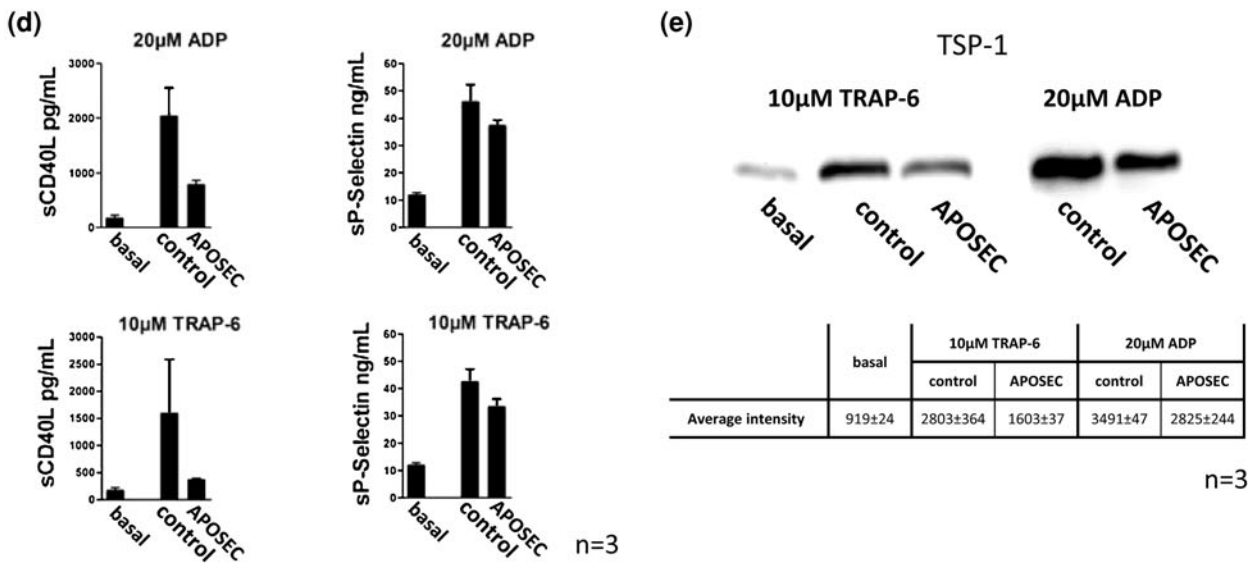 (d)
20µM ADP
sCD40L pg/mL
3000
2000
1000
0
basal
control
APOSEC
20µM ADP
sP-Selectin ng/mL
60
50
40
30
20
10
0
basal
control
APOSEC
10µM TRAP-6
sCD40L pg/mL
3000
2500
2000
1500
1000
500
0
basal
control
APOSEC
10µM TRAP-6
sP-Selectin ng/mL
60
50
40
30
20
10
0
basal
control
APOSEC
n=3
(e)
TSP-1
10µM TRAP-6 20µM ADP
basal
control
APOSEC
control
APOSEC
basal 10µM TRAP-6 20µM ADP
control APOSEC control APOSEC
Average intensity 919±24 2803±364 1603±37 3491±47 2825±244
n=3